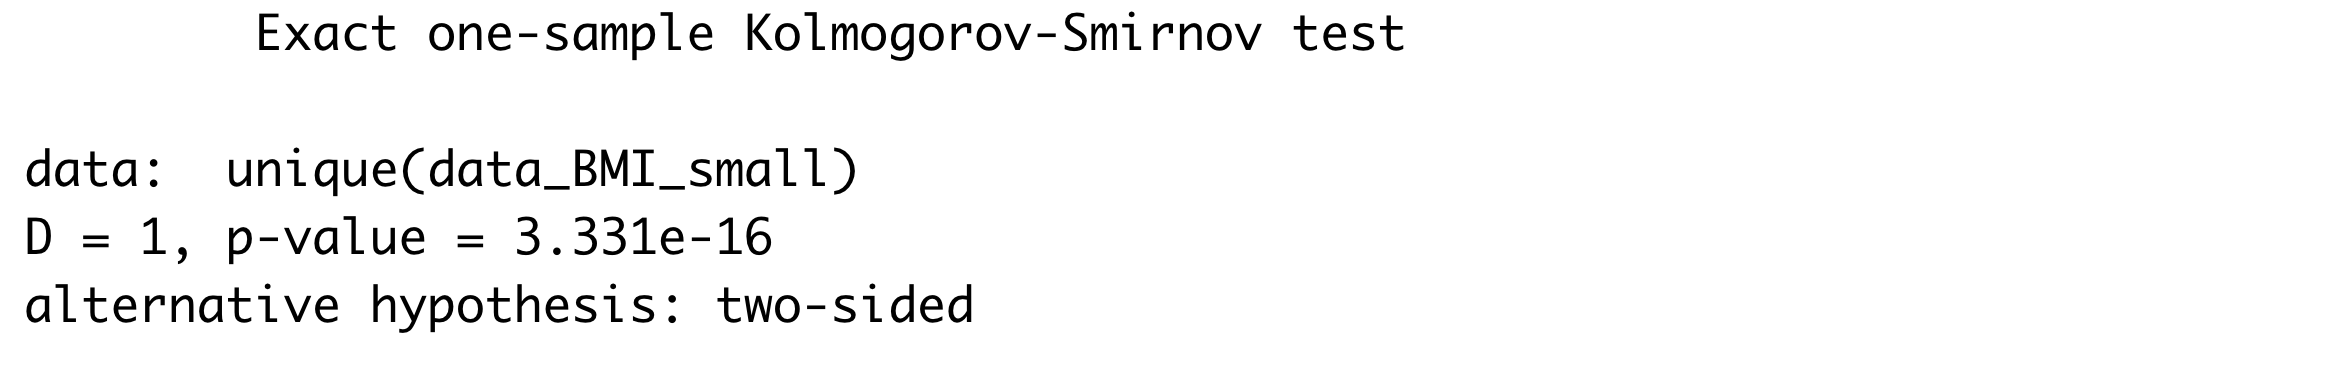 Exact one-sample Kolmogorov-Smirnov test
data:  unique(data_BMI_small)
D = 1, p-value = 3.331e-16
alternative hypothesis: two-sided